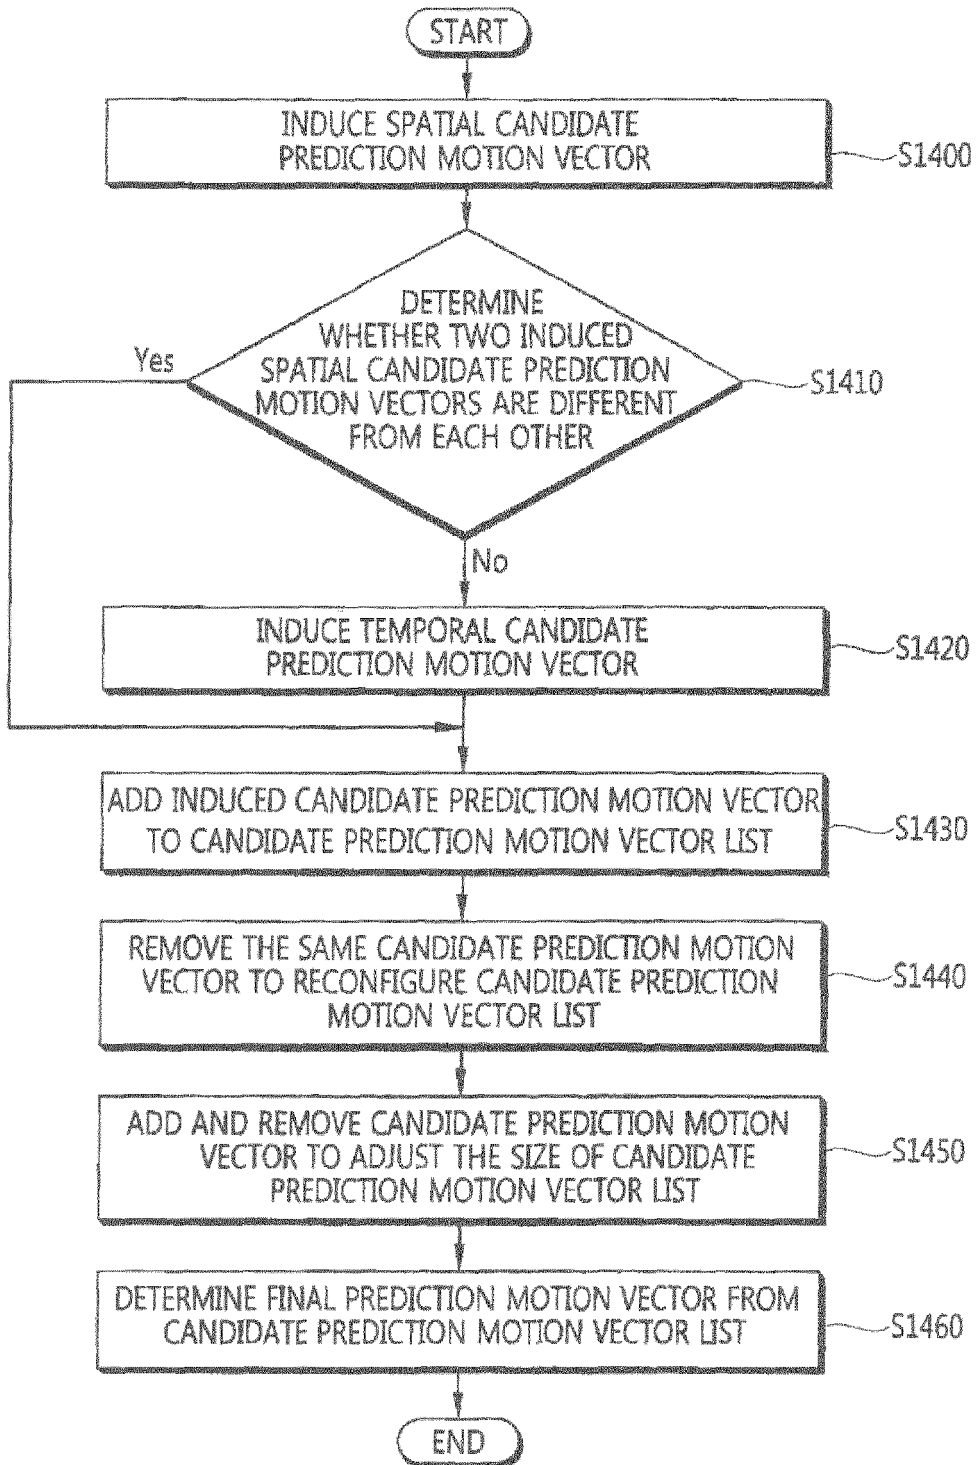 START
INDUCE SPATIAL CANDIDATE
PREDICTION MOTION VECTOR
S1400
DETERMINE
WHETHER TWO INDUCED
SPATIAL CANDIDATE PREDICTION
MOTION VECTORS ARE DIFFERENT
FROM EACH OTHER
Yes
S1410
No
INDUCE TEMPORAL CANDIDATE
PREDICTION MOTION VECTOR
S1420
ADD INDUCED CANDIDATE PREDICTION MOTION VECTOR
TO CANDIDATE PREDICTION MOTION VECTOR LIST
S1430
REMOVE THE SAME CANDIDATE PREDICTION MOTION
VECTOR TO RECONFIGURE CANDIDATE PREDICTION
MOTION VECTOR LIST
S1440
ADD AND REMOVE CANDIDATE PREDICTION MOTION
VECTOR TO ADJUST THE SIZE OF CANDIDATE
PREDICTION MOTION VECTOR LIST
S1450
DETERMINE FINAL PREDICTION MOTION VECTOR FROM
CANDIDATE PREDICTION MOTION VECTOR LIST
S1460
END